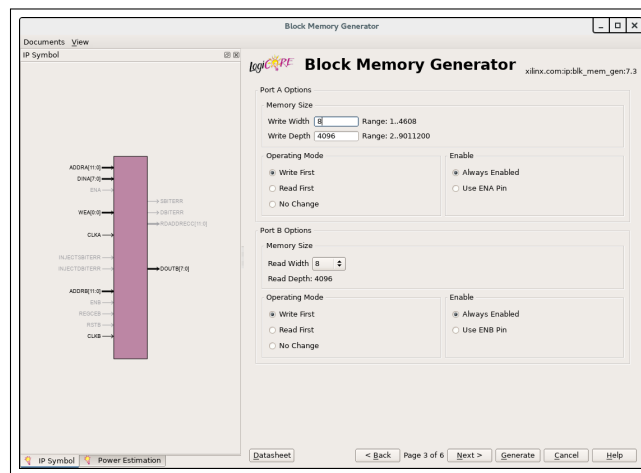 Block Memory Generator
Documents View
IP Symbol
LogiCORE Block Memory Generator xilinx.com:ip:blk_mem_gen:7.3
ADDRA[11:0]
DINA[7:0]
ENA
SBITERR
WEA[0:0]
DBITERR
RDADDRECC[11:0]
CLKA
INJECTSBITERR
INJECTDBITERR
DOUTB[7:0]
ADDRB[11:0]
ENB
REGCEB
RSTB
CLKB
Port A Options
Memory Size
Write Width 8 Range: 1..4608
Write Depth 4096 Range: 2..9011200
Operating Mode
Write First
Read First
No Change
Enable
Always Enabled
Use ENA Pin
Port B Options
Memory Size
Read Width 8
Read Depth: 4096
Operating Mode
Write First
Read First
No Change
Enable
Always Enabled
Use ENB Pin
IP Symbol Power Estimation
Datasheet < Back Page 3 of 6 Next > Generate Cancel Help